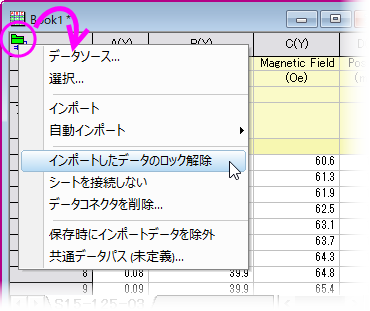 Book1 *
A(Y) B(Y) C(Y)
データソース...
選択...
Magnetic Field
(Oe)
インポート
自動インポート
インポートしたデータのロック解除
シートを接続しない
データコネクタを削除...
保存時にインポートデータを除外
共通データパス (未定義)...
60.6
61.3
61.9
62.5
63.1
63.7
64.3
8 0.08 39.9 64.8
9 0.09 39.9 65.4
S15-125-03